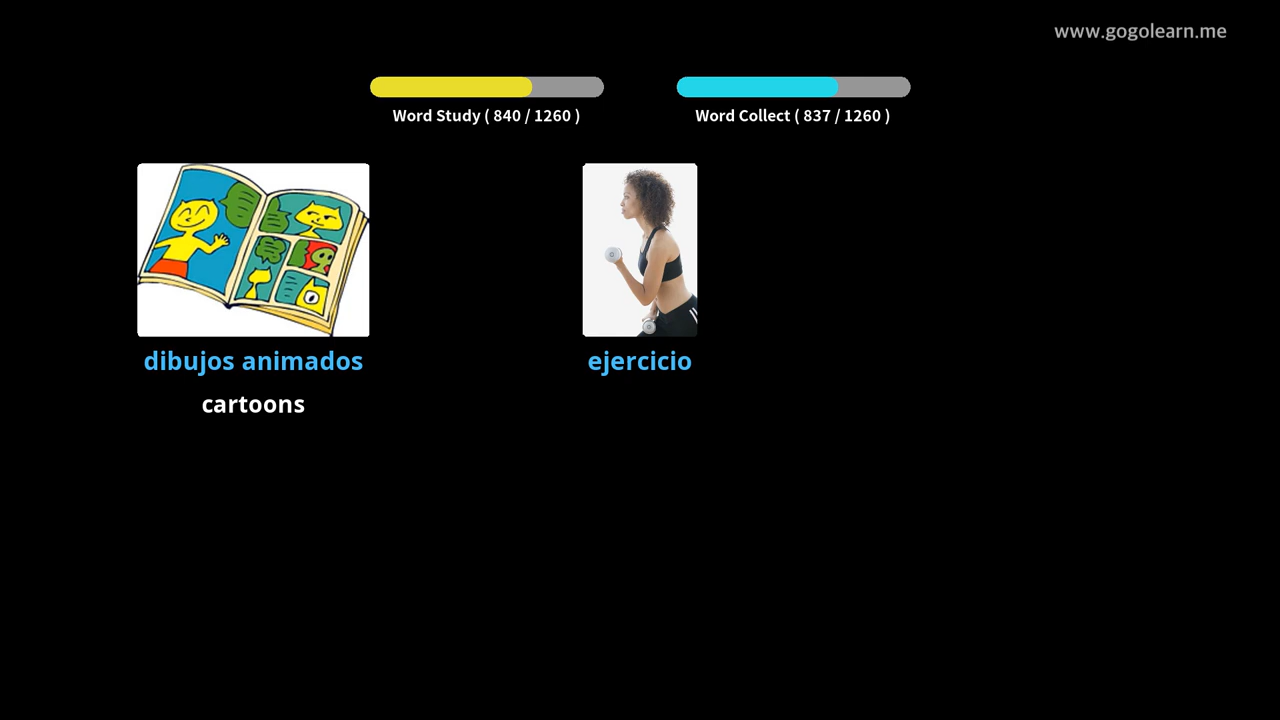 www.gogolearn.me
Word Study ( 840 / 1260 )
Word Collect ( 837 / 1260 )
dibujos animados
ejercicio
cartoons